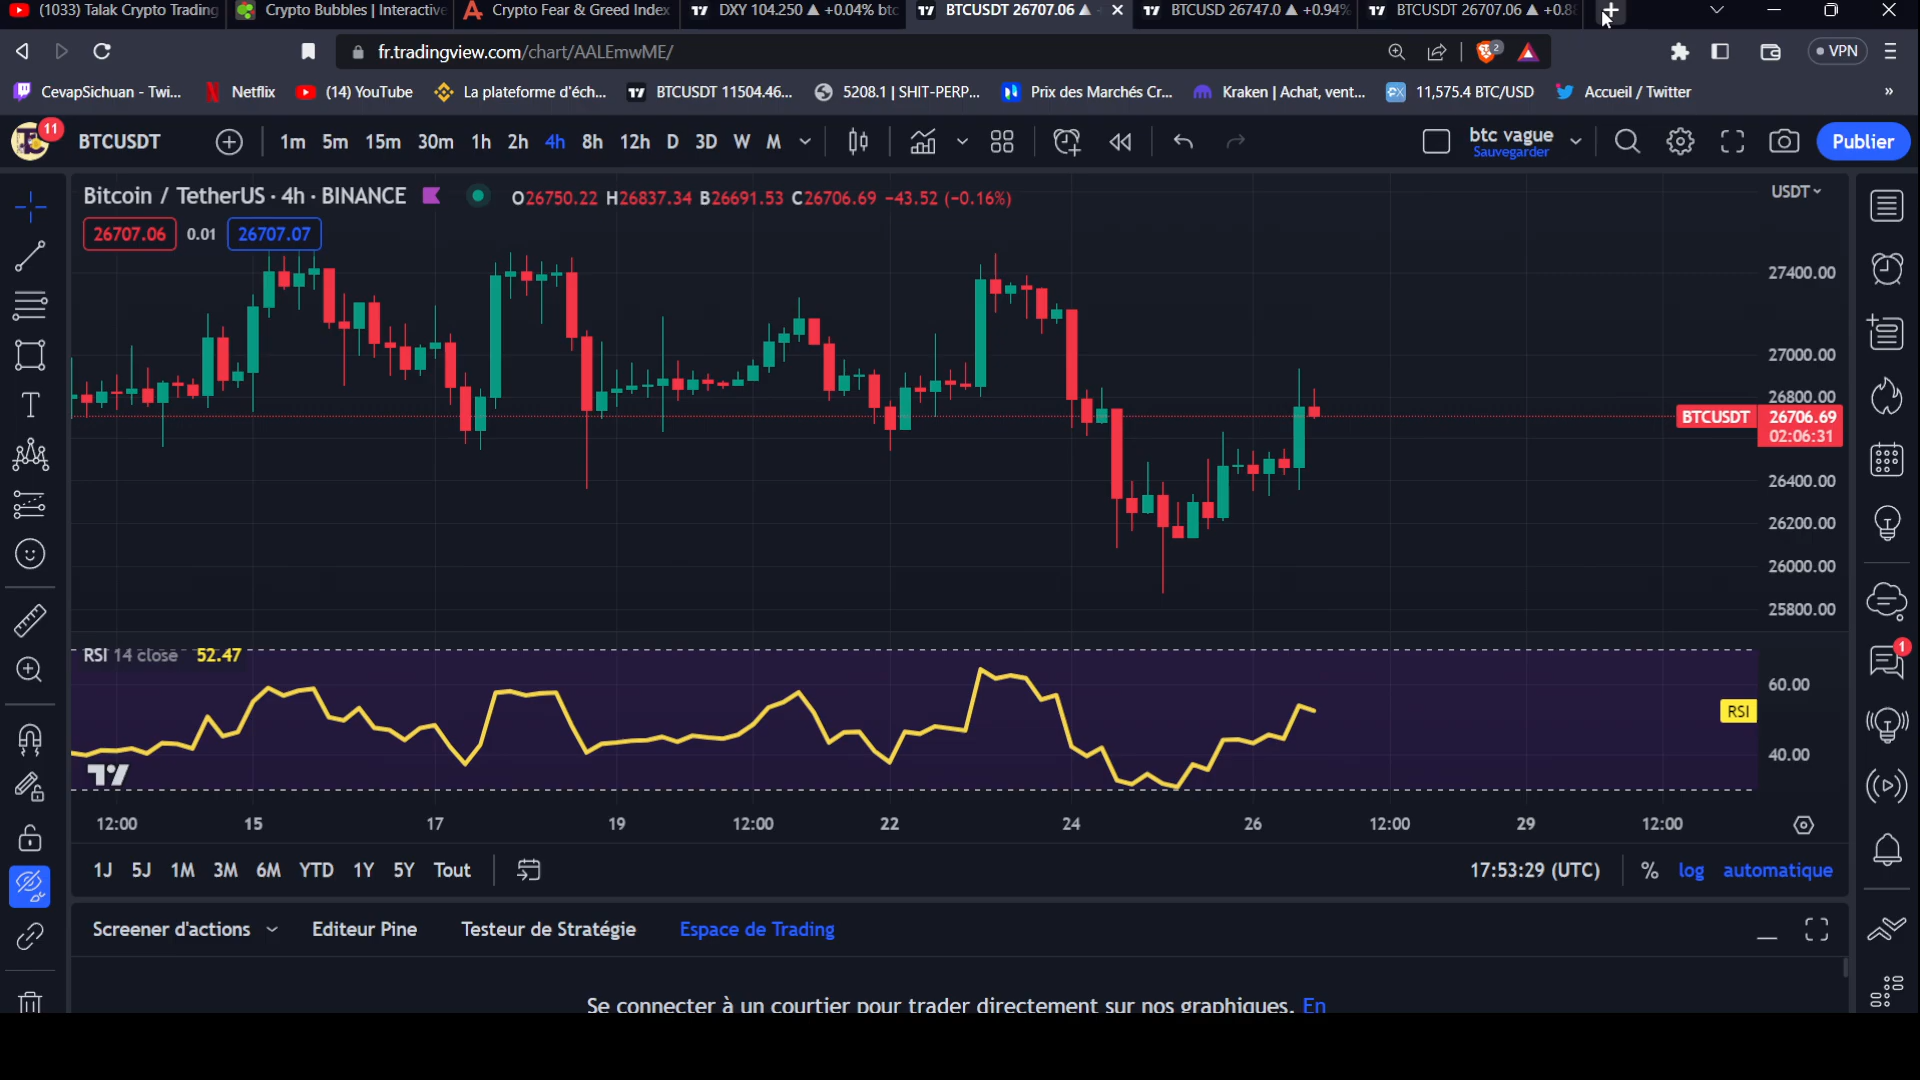 (1033) Talak Crypto Trading
Crypto Bubbles | Interactive
Crypto Fear & Greed Index
DXY 104.250 ▲ +0.04% btc
BTCUSDT 26707.06 ▲
BTCUSD 26747.0 ▲ +0.94%
BTCUSDT 26707.06 ▲ +0.88
fr.tradingview.com/chart/AALEmwME/
2
VPN
CevapSichuan - Twi...
Netflix
(14) YouTube
La plateforme d'éch...
BTCUSDT 11504.46...
5208.1 | SHIT-PERP...
Prix des Marchés Cr...
Kraken | Achat, vent...
11,575.4 BTC/USD
Accueil / Twitter
»
11
BTCUSDT
1m 5m 15m 30m 1h 2h 4h 8h 12h D 3D W M
btc vague
Sauvegarder
Publier
Bitcoin / TetherUS · 4h · BINANCE
O26750.22 H26837.34 B26691.53 C26706.69 −43.52 (−0.16%)
USDT
26707.06 0.01 26707.07
27400.00
27000.00
26800.00
BTCUSDT 26706.69
02:06:31
26400.00
26200.00
26000.00
25800.00
RSI 14 close 52.47
60.00
RSI
1
40.00
12:00 15 17 19 12:00 22 24 26 12:00 29 12:00
1J 5J 1M 3M 6M YTD 1Y 5Y Tout
17:53:29 (UTC) % log automatique
Screener d'actions Editeur Pine Testeur de Stratégie Espace de Trading
Se connecter à un courtier pour trader directement sur nos graphiques. En